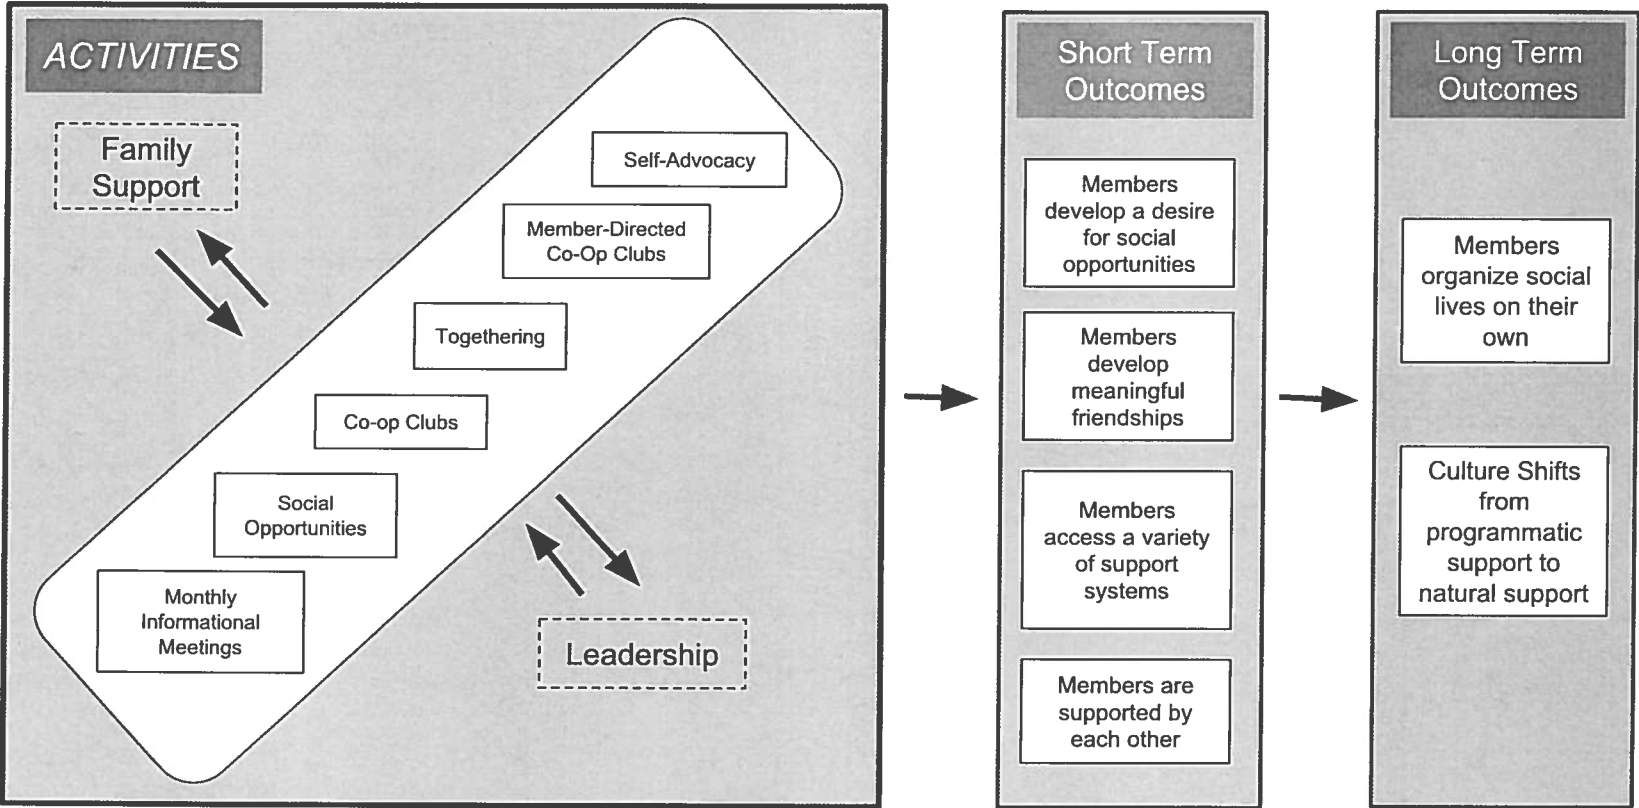 ACTIVITIES
Family
Support
Self-Advocacy
Member-Directed
Co-Op Clubs
Togethering
Co-op Clubs
Social
Opportunities
Monthly
Informational
Meetings
Leadership
Short Term
Outcomes
Members
develop a desire
for social
opportunities
Members
develop
meaningful
friendships
Members
access a variety
of support
systems
Members are
supported by
each other
Long Term
Outcomes
Members
organize social
lives on their
own
Culture Shifts
from
programmatic
support to
natural support